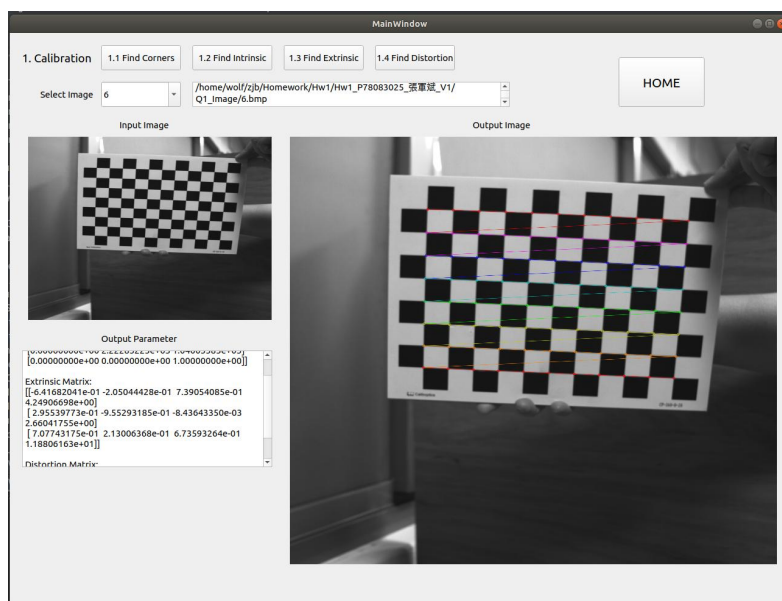 MainWindow
1. Calibration
1.1 Find Corners
1.2 Find Intrinsic
1.3 Find Extrinsic
1.4 Find Distortion
HOME
Select Image
6
/home/wolf/zjb/Homework/Hw1/Hw1_P78083025_張軍斌_V1/
Q1_Image/6.bmp
Input Image
Output Image
Output Parameter
[0.00000000e+00 0.00000000e+00 1.00000000e+00]]
Extrinsic Matrix:
[[-6.41682041e-01 -2.05044428e-01 7.39054085e-01
4.24906698e+00]
[ 2.95539773e-01 -9.55293185e-01 -8.43643350e-03
2.66041755e+00]
[ 7.07743175e-01 2.13006368e-01 6.73593264e-01
1.18806163e+01]]
Distortion Matrix: